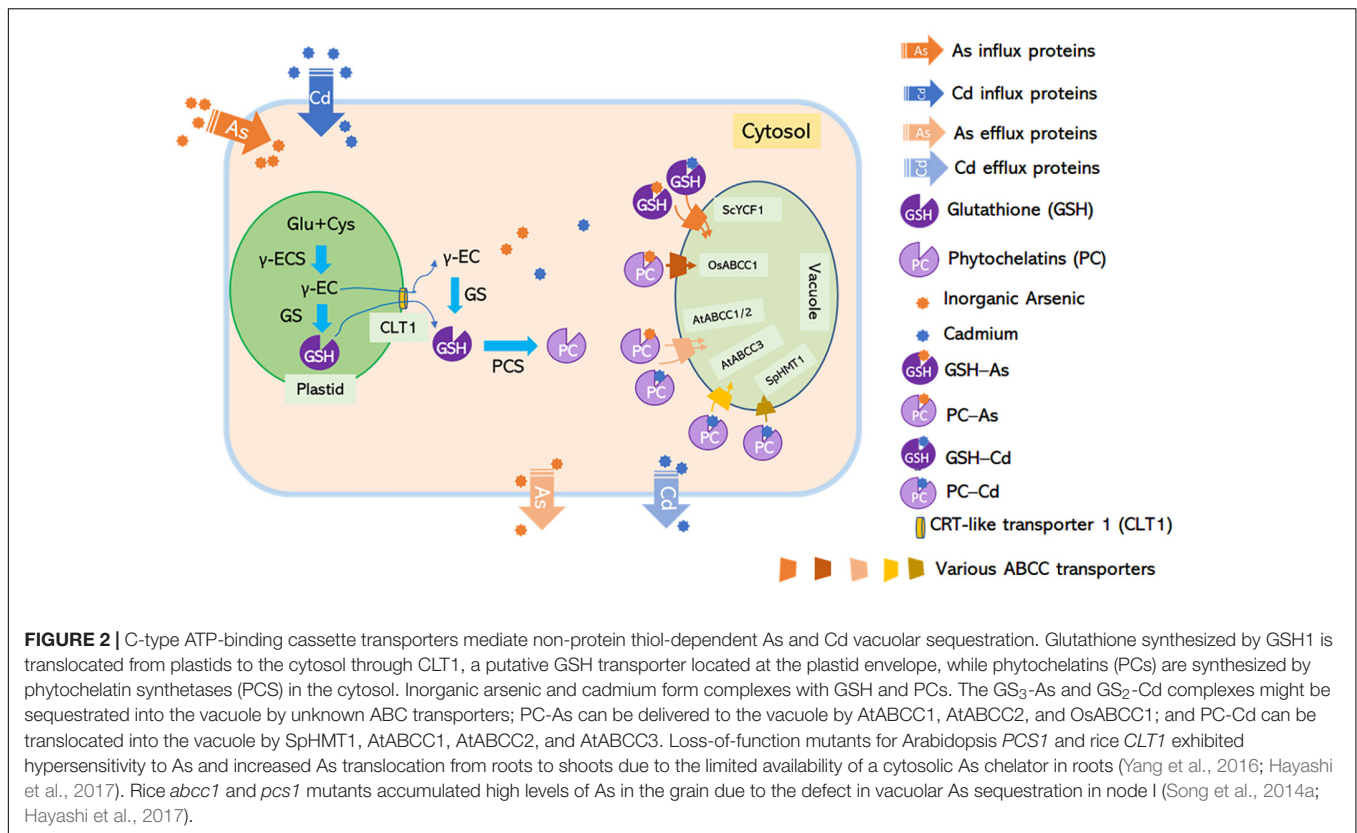 Cd
As
Cytosol
Glu+Cys
γ-ECS
γ-EC
GS
GSH
Plastid
CLT1
γ-EC
GS
GSH
PCS
PC
GSH
GSH
ScYCF1
PC
OsABCC1
Vacuole
AtABCC1/2
PC
PC
AtABCC3
PC
SpHMT1
PC
As
Cd
As
As influx proteins
Cd
Cd influx proteins
As
As efflux proteins
Cd
Cd efflux proteins
GSH
Glutathione (GSH)
PC
Phytochelatins (PC)
Inorganic Arsenic
Cadmium
GSH
GSH–As
PC
PC–As
GSH
GSH–Cd
PC
PC–Cd
CRT-like transporter 1 (CLT1)
Various ABCC transporters
FIGURE 2 | C-type ATP-binding cassette transporters mediate non-protein thiol-dependent As and Cd vacuolar sequestration. Glutathione synthesized by GSH1 is
translocated from plastids to the cytosol through CLT1, a putative GSH transporter located at the plastid envelope, while phytochelatins (PCs) are synthesized by
phytochelatin synthetases (PCS) in the cytosol. Inorganic arsenic and cadmium form complexes with GSH and PCs. The GS₃-As and GS₂-Cd complexes might be
sequestrated into the vacuole by unknown ABC transporters; PC-As can be delivered to the vacuole by AtABCC1, AtABCC2, and OsABCC1; and PC-Cd can be
translocated into the vacuole by SpHMT1, AtABCC1, AtABCC2, and AtABCC3. Loss-of-function mutants for Arabidopsis PCS1 and rice CLT1 exhibited
hypersensitivity to As and increased As translocation from roots to shoots due to the limited availability of a cytosolic As chelator in roots (Yang et al., 2016; Hayashi
et al., 2017). Rice abcc1 and pcs1 mutants accumulated high levels of As in the grain due to the defect in vacuolar As sequestration in node I (Song et al., 2014a;
Hayashi et al., 2017).